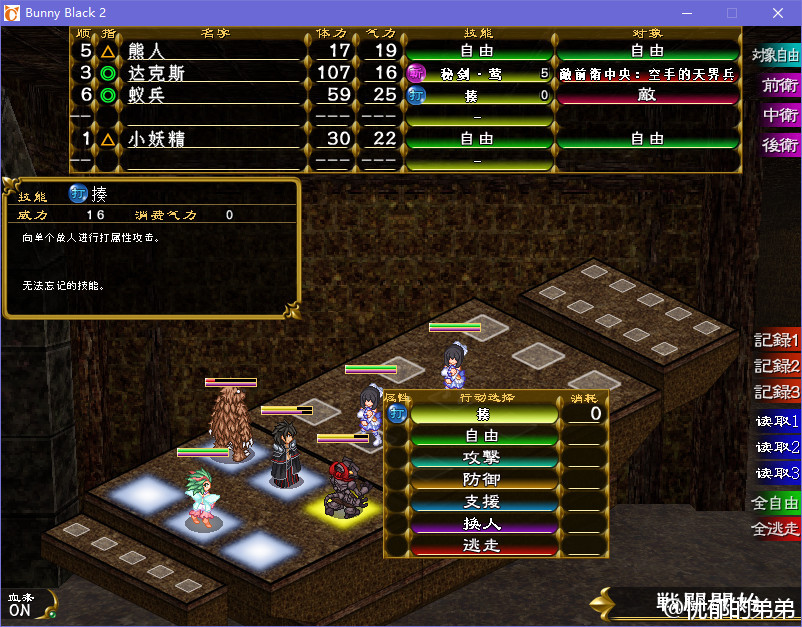 Bunny Black 2
順 指 名字 体力 气力 技能 对象
5 熊人 17 19 自由 自由
3 达克斯 107 16 斩 秘剑·莺 5 敵前衛中央：空手的天界兵
6 蚁兵 59 25 打 揍 0 敵
--- --- --- –
1 小妖精 30 22 自由 自由
--- --- --- –
对象自由
前衛
中衛
後衛
技能 打 揍
威力 16 消费气力 0
向单个敌人进行打属性攻击。
无法忘记的技能。
属性 行动选择 消耗
打 揍 0
自由
攻撃
防御
支援
换人
逃走
記録1
記録2
記録3
读取1
读取2
读取3
全自由
全逃走
ON
戦闘開始
@忧郁的弟弟